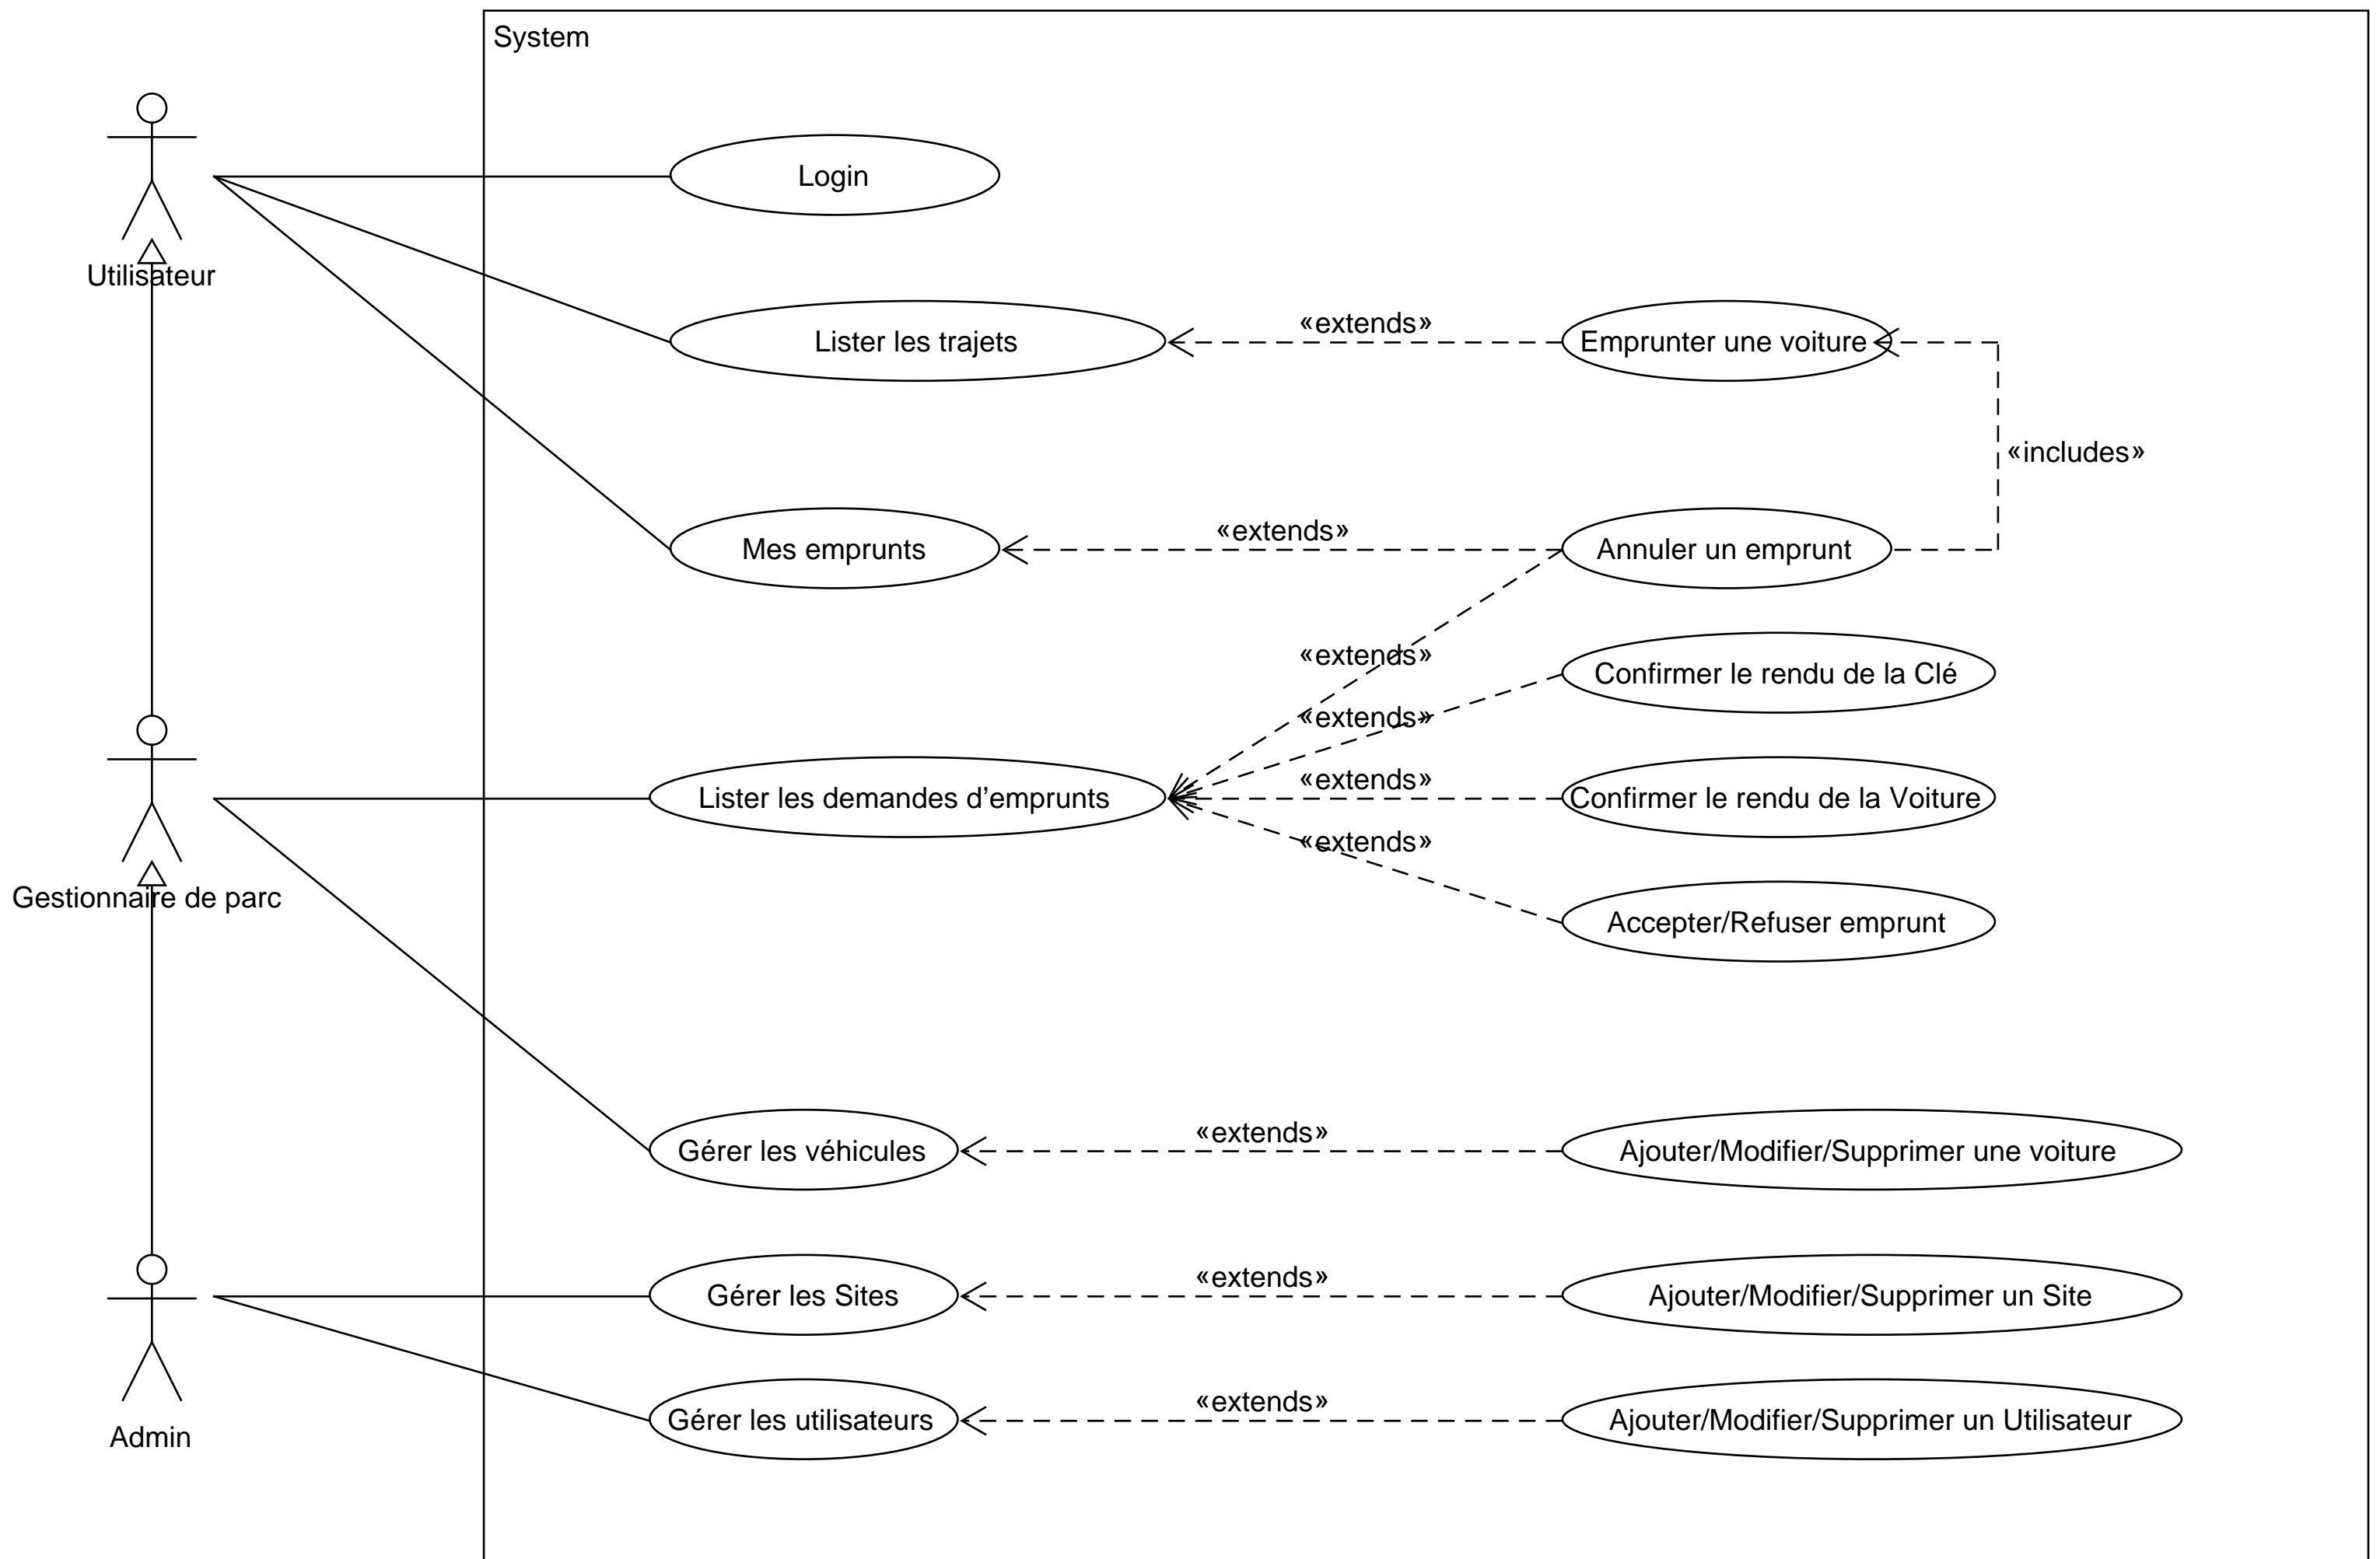 System
Login
Utilisateur
«extends»
Lister les trajets
Emprunter une voiture
«includes»
«extends»
Mes emprunts
Annuler un emprunt
«extends»
Confirmer le rendu de la Clé
«extends»
«extends»
Lister les demandes d’emprunts
Confirmer le rendu de la Voiture
«extends»
Gestionnaire de parc
Accepter/Refuser emprunt
«extends»
Gérer les véhicules
Ajouter/Modifier/Supprimer une voiture
«extends»
Gérer les Sites
Ajouter/Modifier/Supprimer un Site
«extends»
Gérer les utilisateurs
Ajouter/Modifier/Supprimer un Utilisateur
Admin